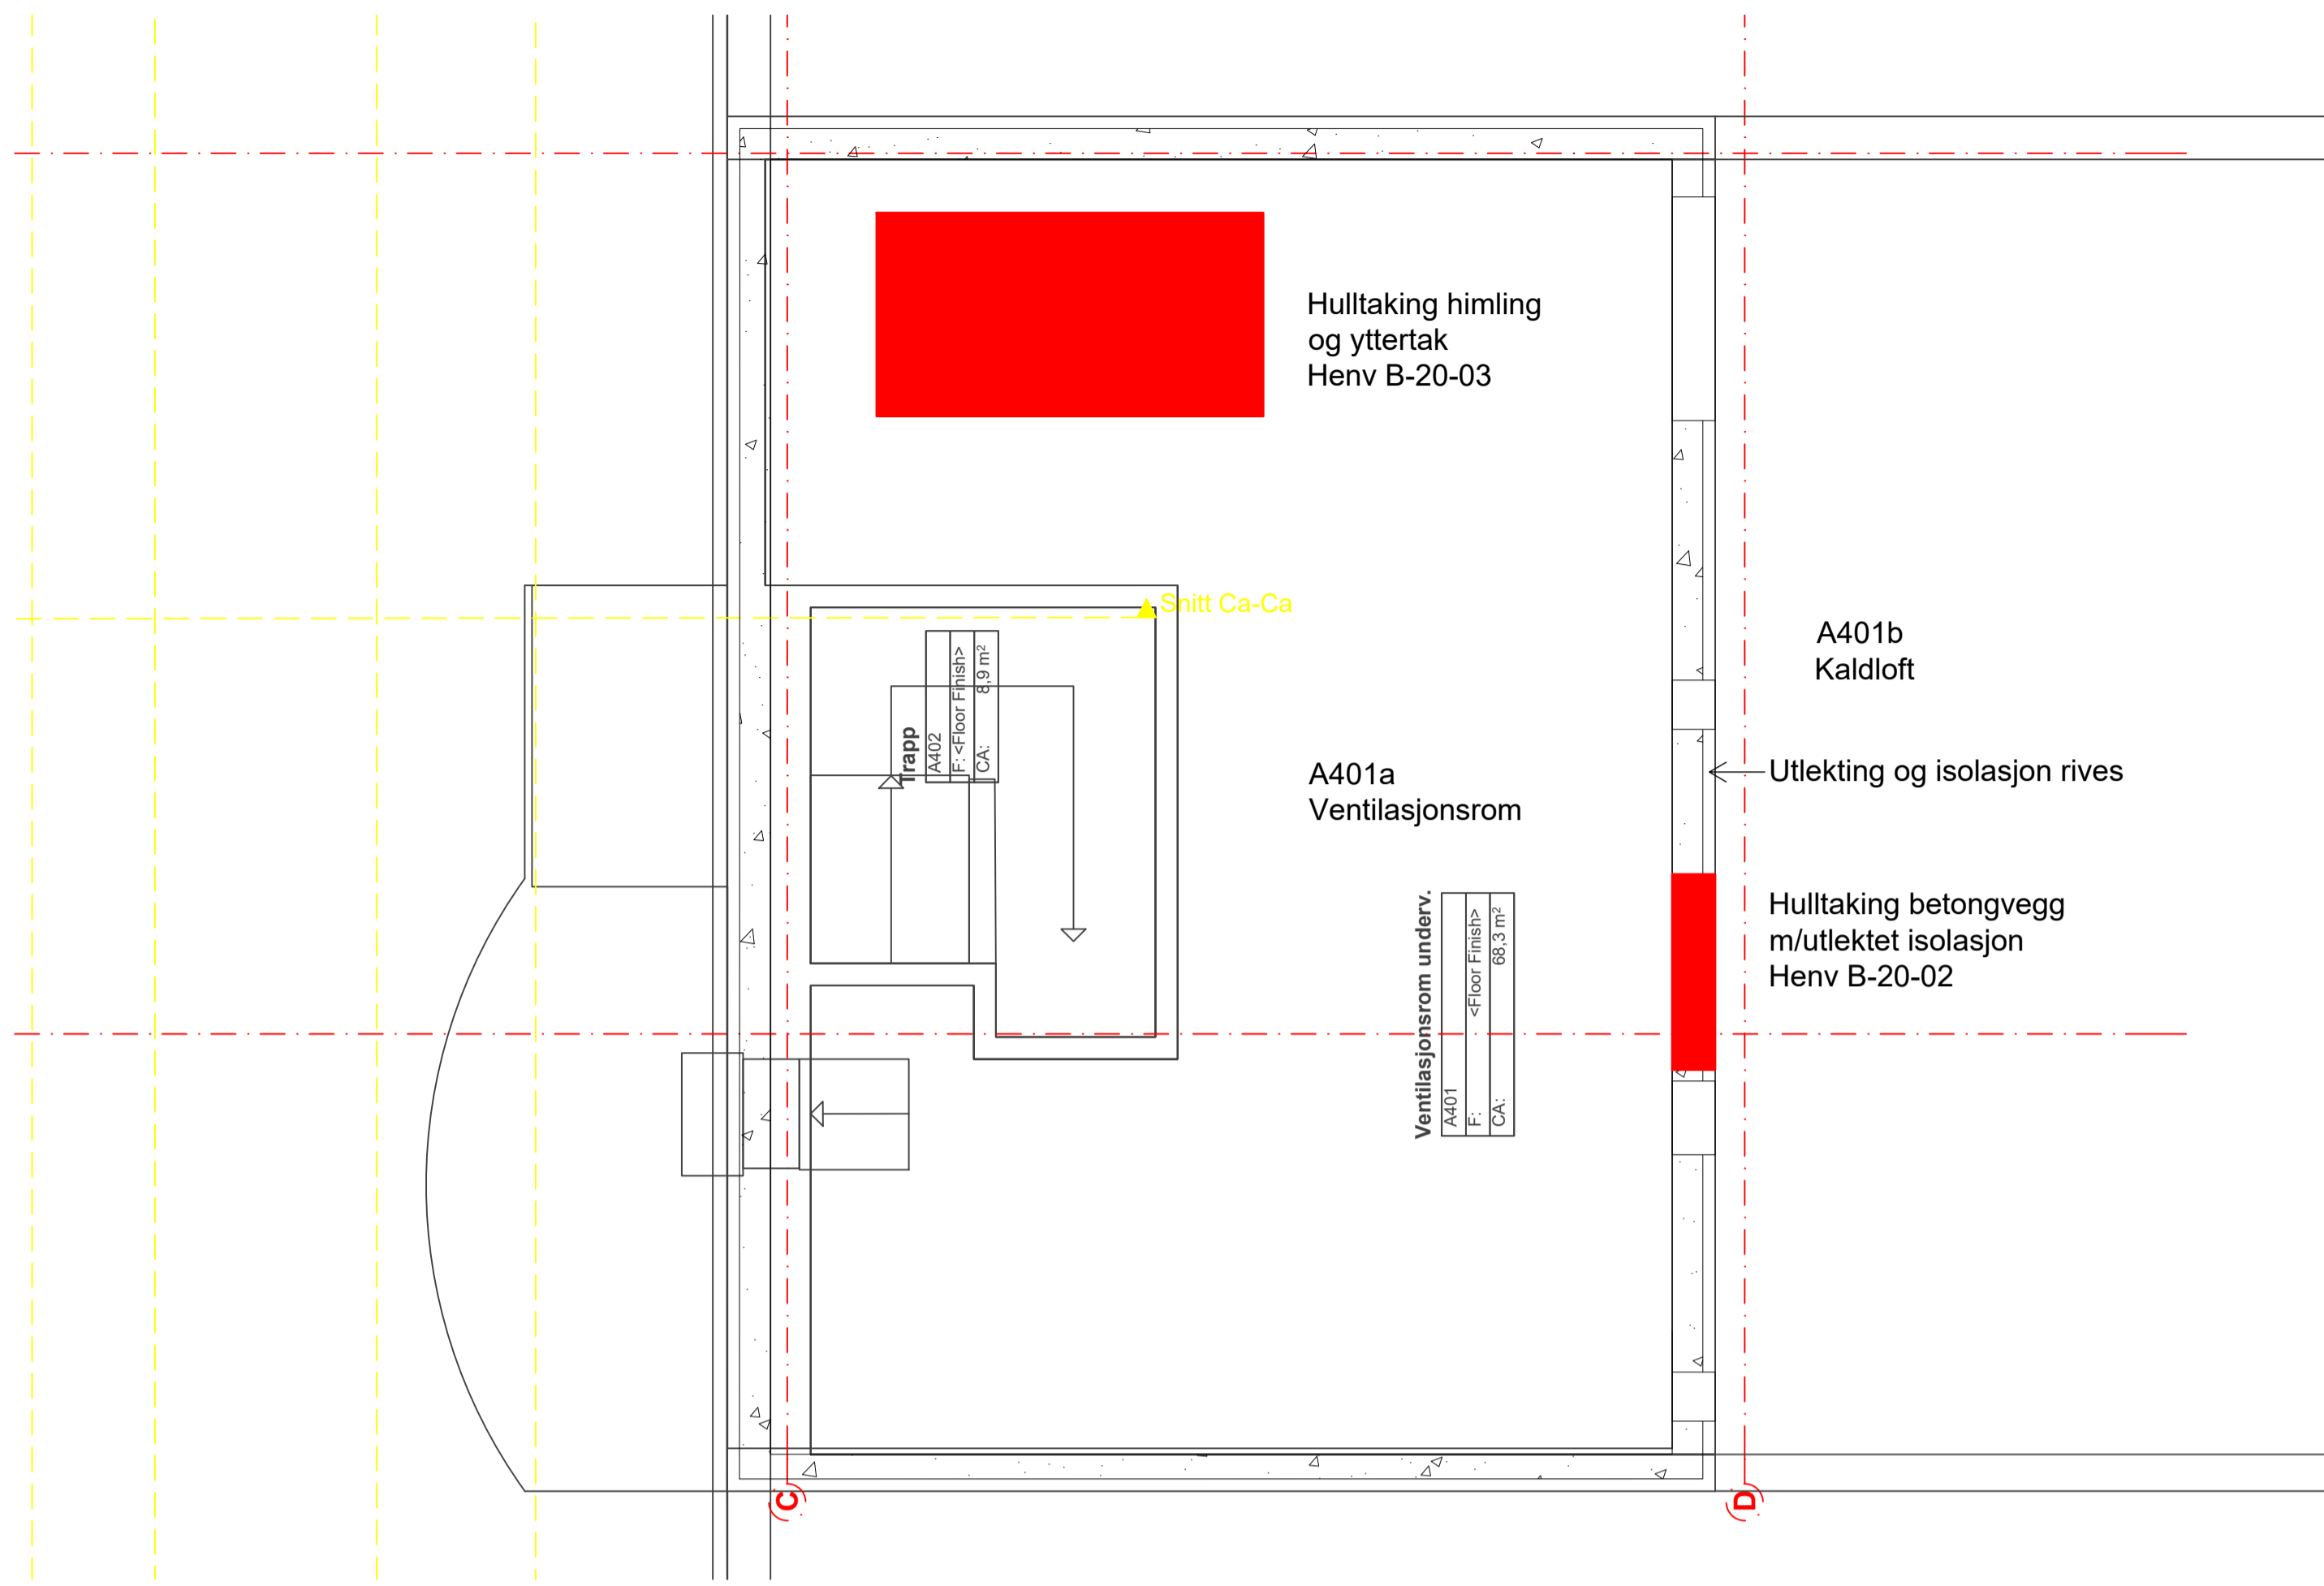 Hulltaking himling
og yttertak
Henv B-20-03
Snitt Ca-Ca
Trapp
A402
F: <Floor Finish>
CA: 8,9 m²
A401b
Kaldloft
A401a
Ventilasjonsrom
Utlekting og isolasjon rives
Hulltaking betongvegg
m/utlektet isolasjon
Henv B-20-02
Ventilasjonsrom underv.
A401
F: <Floor Finish>
CA: 68,3 m²
C
D